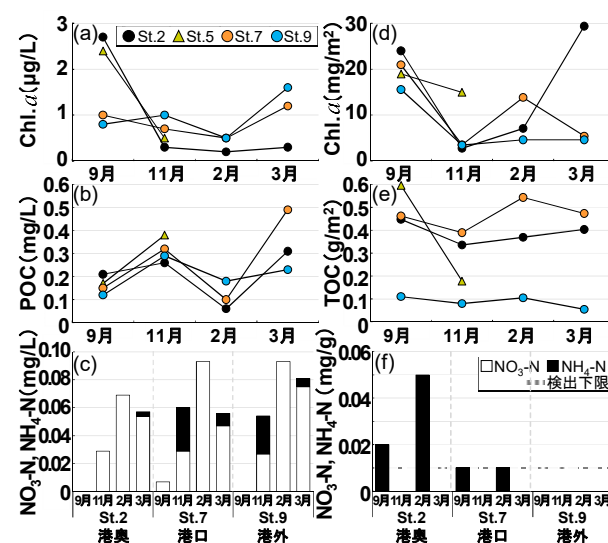 (a)
St.2 St.5 St.7 St.9
Chl.a(μg/L)
3
2
1
0
9月 11月 2月 3月
(d)
Chl.a(mg/m²)
30
20
10
0
9月 11月 2月 3月
(b)
POC(mg/L)
0.6
0.5
0.4
0.3
0.2
0.1
0
9月 11月 2月 3月
(e)
TOC(g/m²)
0.6
0.5
0.4
0.3
0.2
0.1
0
9月 11月 2月 3月
(c)
NO₃-N, NH₄-N(mg/L)
0.10
0.08
0.06
0.04
0.02
0
9月 11月 2月 3月 9月 11月 2月 3月 9月 11月 2月 3月
St.2 St.7 St.9
港奥 港口 港外
(f)
NO₃-N NH₄-N
検出下限
NO₃-N, NH₄-N(mg/g)
0.06
0.04
0.02
0
9月 11月 2月 3月 9月 11月 2月 3月 9月 11月 2月 3月
St.2 St.7 St.9
港奥 港口 港外